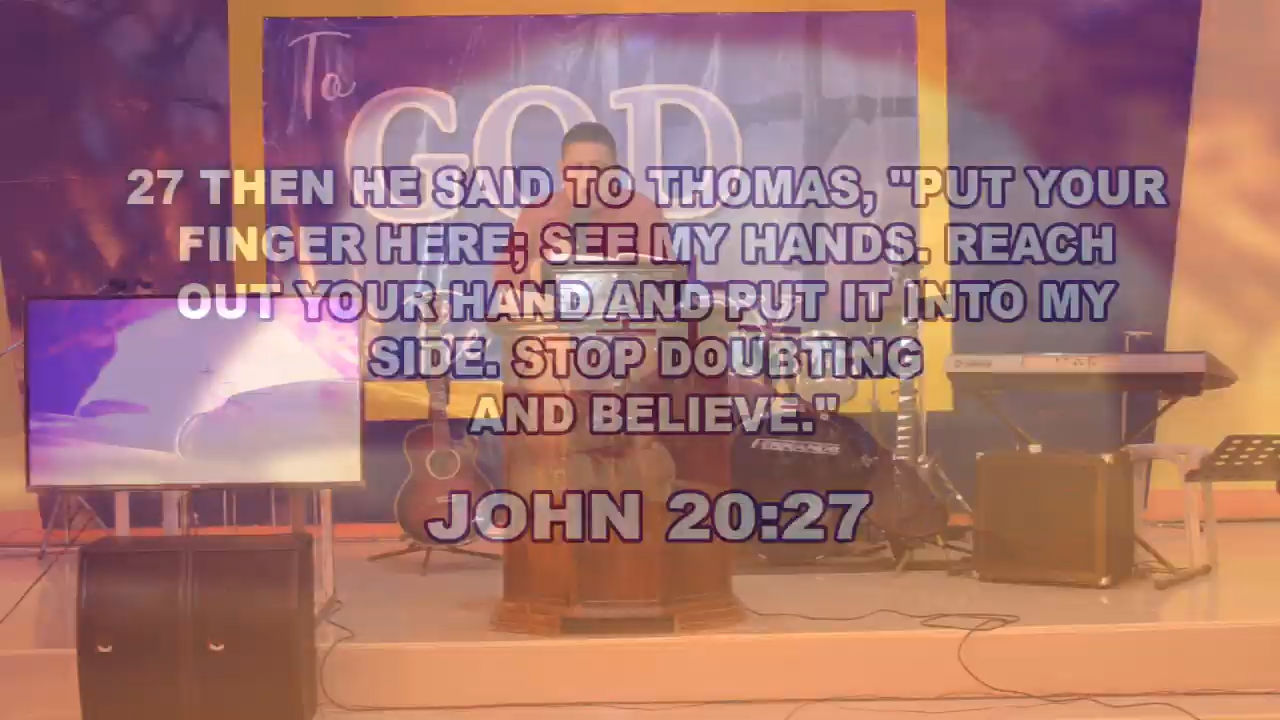 To
GOD
27 THEN HE SAID TO THOMAS, "PUT YOUR
FINGER HERE; SEE MY HANDS. REACH
OUT YOUR HAND AND PUT IT INTO MY
SIDE. STOP DOUBTING
AND BELIEVE."
JOHN 20:27